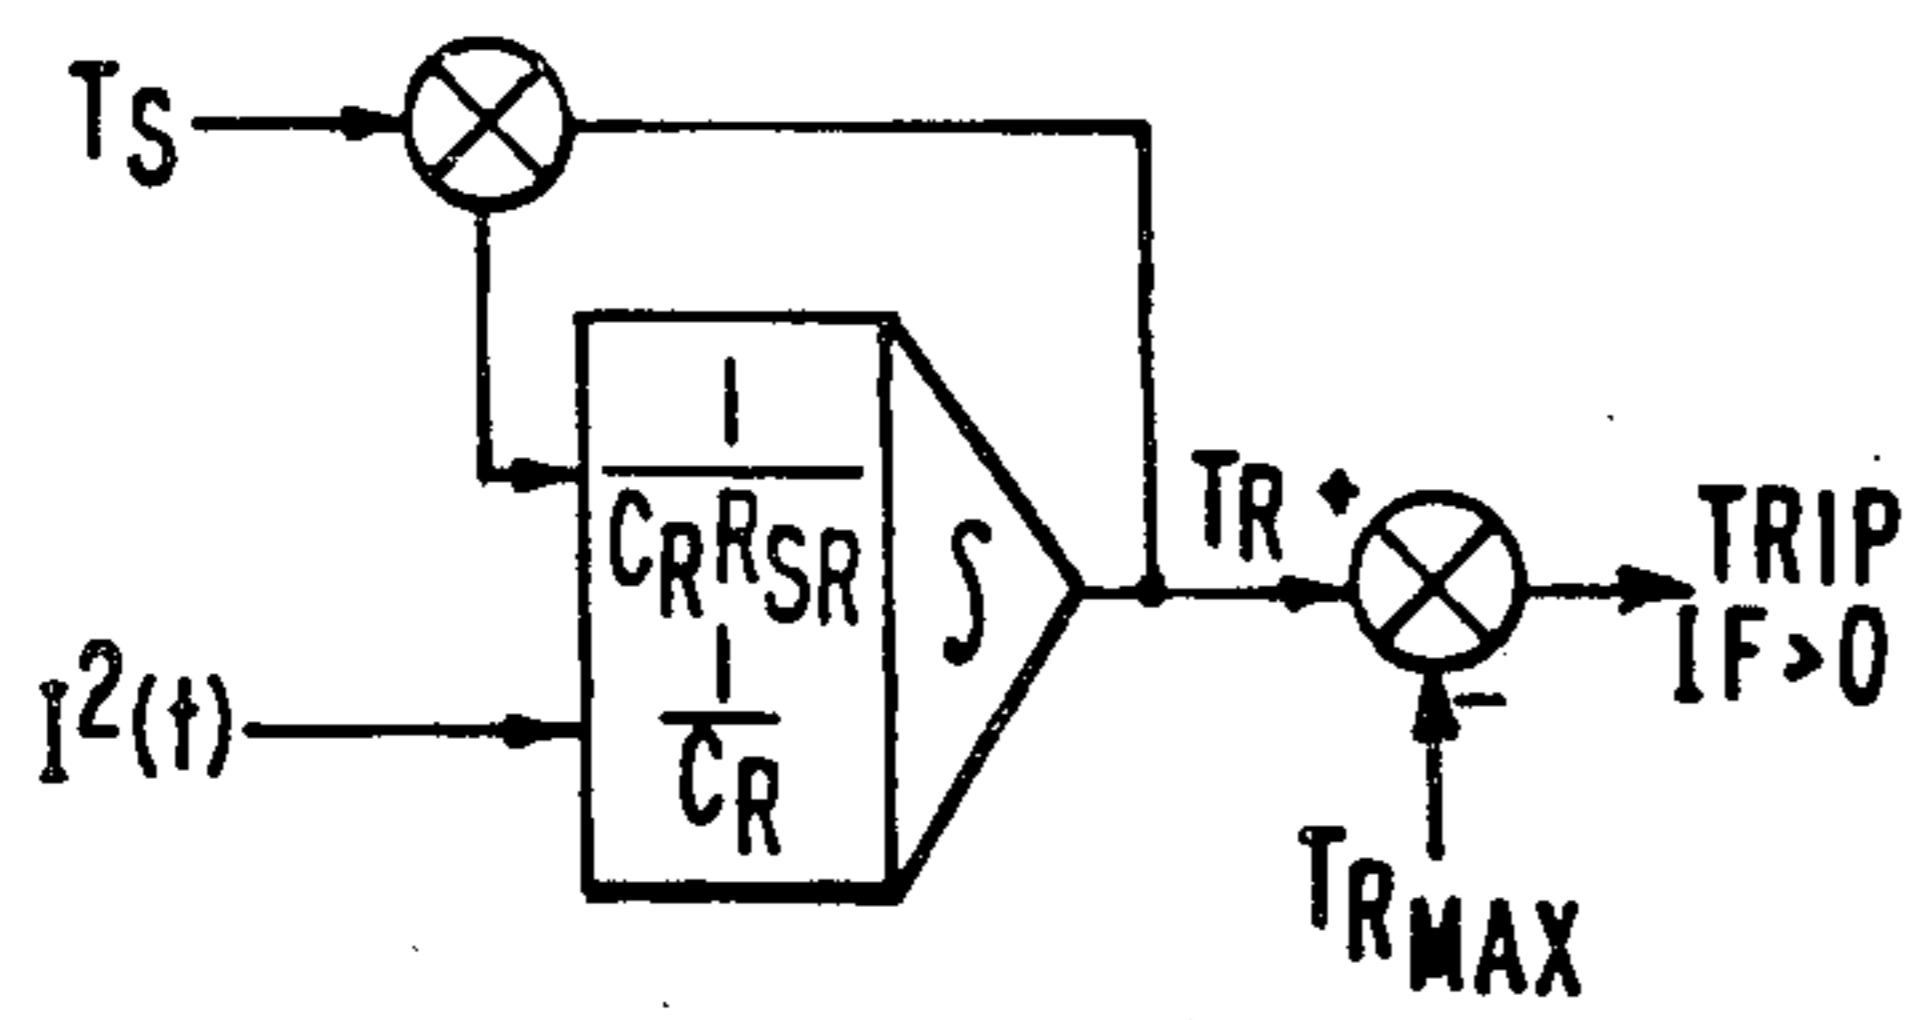 TS
1
CRRSR
TR +
TRIP
IF>0
1
CR
∫
I²(t)
-
TRMAX